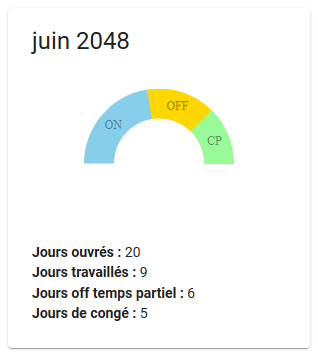 juin 2048
ON
OFF
CP
Jours ouvrés : 20
Jours travaillés : 9
Jours off temps partiel : 6
Jours de congé : 5